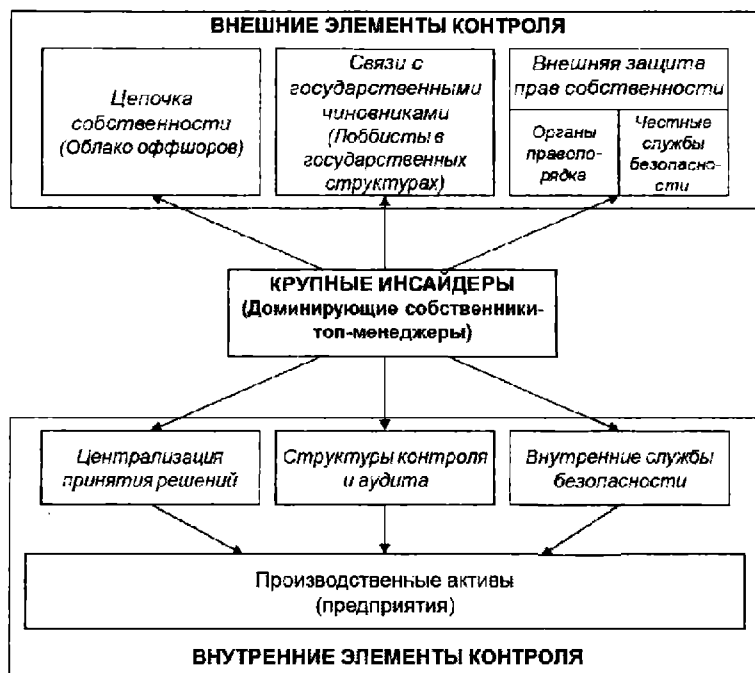 ВНЕШНИЕ ЭЛЕМЕНТЫ КОНТРОЛЯ
Цепочка
собственности
(Облако оффшоров)
Связи с
государственными
чиновниками
(Лоббисты в
государственных
структурах)
Внешняя защита
прав собственности
Органы
правопо-
рядка
Честные
службы
безопасно-
сти
КРУПНЫЕ ИНСАЙДЕРЫ
(Доминирующие собственники-
топ-менеджеры)
Централизация
принятия решений
Структуры контроля
и аудита
Внутренние службы
безопасности
Производственные активы
(предприятия)
ВНУТРЕННИЕ ЭЛЕМЕНТЫ КОНТРОЛЯ